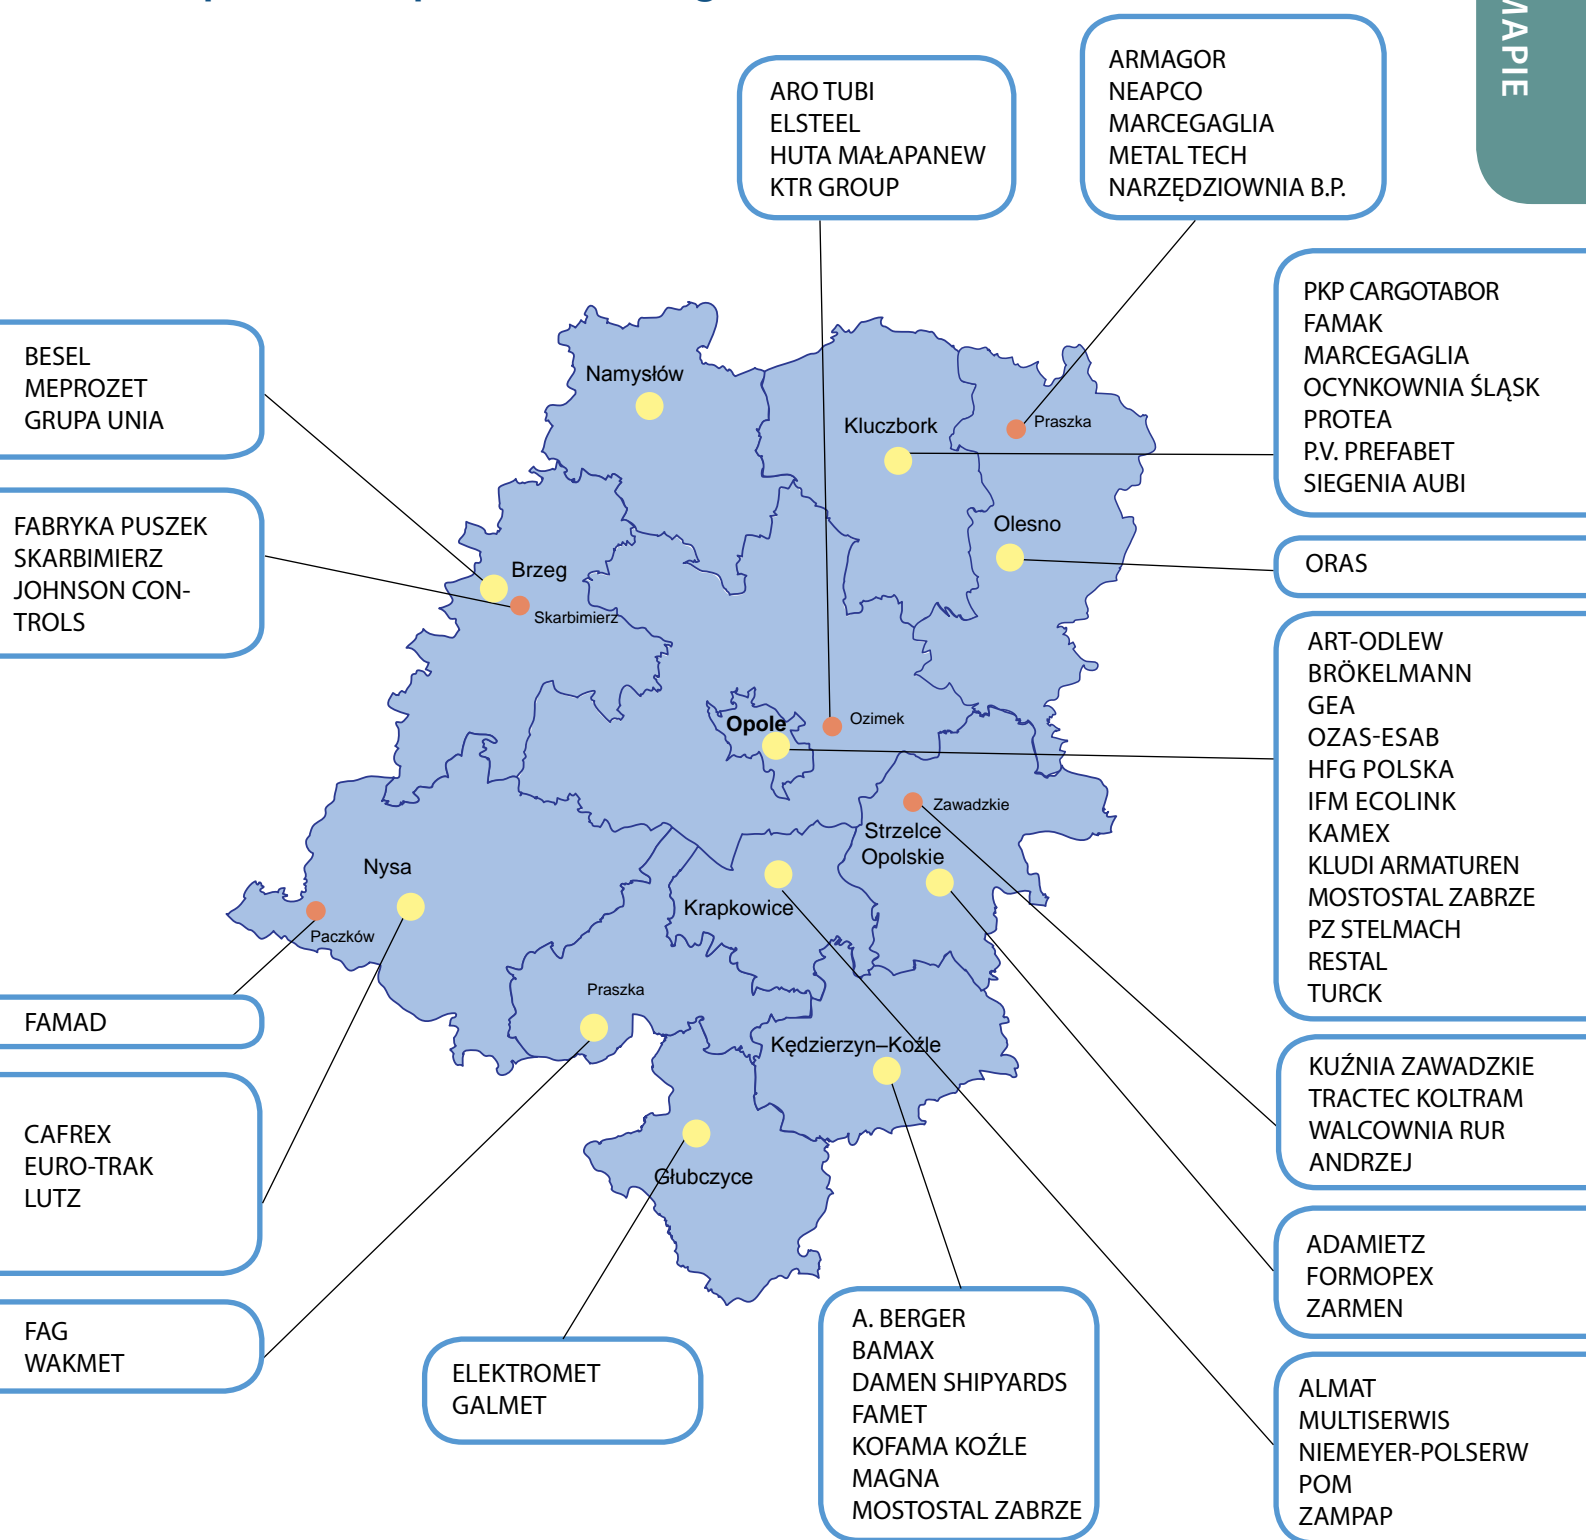 MAPIE
ARO TUBI
ELSTEEL
HUTA MAŁAPANEW
KTR GROUP
ARMAGOR
NEAPCO
MARCEGAGLIA
METAL TECH
NARZĘDZIOWNIA B.P.
PKP CARGOTABOR
FAMAK
MARCEGAGLIA
OCYNKOWNIA ŚLĄSK
PROTEA
P.V. PREFABET
SIEGENIA AUBI
BESEL
MEPROZET
GRUPA UNIA
FABRYKA PUSZEK
SKARBIMIERZ
JOHNSON CON-
TROLS
Namysłów
Kluczbork
Praszka
Olesno
Brzeg
Skarbimierz
Opole
Ozimek
Zawadzkie
Strzelce
Opolskie
Nysa
Paczków
Krapkowice
Praszka
Kędzierzyn–Koźle
Głubczyce
ORAS
ART-ODLEW
BRÖKELMANN
GEA
OZAS-ESAB
HFG POLSKA
IFM ECOLINK
KAMEX
KLUDI ARMATUREN
MOSTOSTAL ZABRZE
PZ STELMACH
RESTAL
TURCK
FAMAD
CAFREX
EURO-TRAK
LUTZ
FAG
WAKMET
ELEKTROMET
GALMET
A. BERGER
BAMAX
DAMEN SHIPYARDS
FAMET
KOFAMA KOŹLE
MAGNA
MOSTOSTAL ZABRZE
KUŹNIA ZAWADZKIE
TRACTEC KOLTRAM
WALCOWNIA RUR
ANDRZEJ
ADAMIETZ
FORMOPEX
ZARMEN
ALMAT
MULTISERWIS
NIEMEYER-POLSERW
POM
ZAMPAP